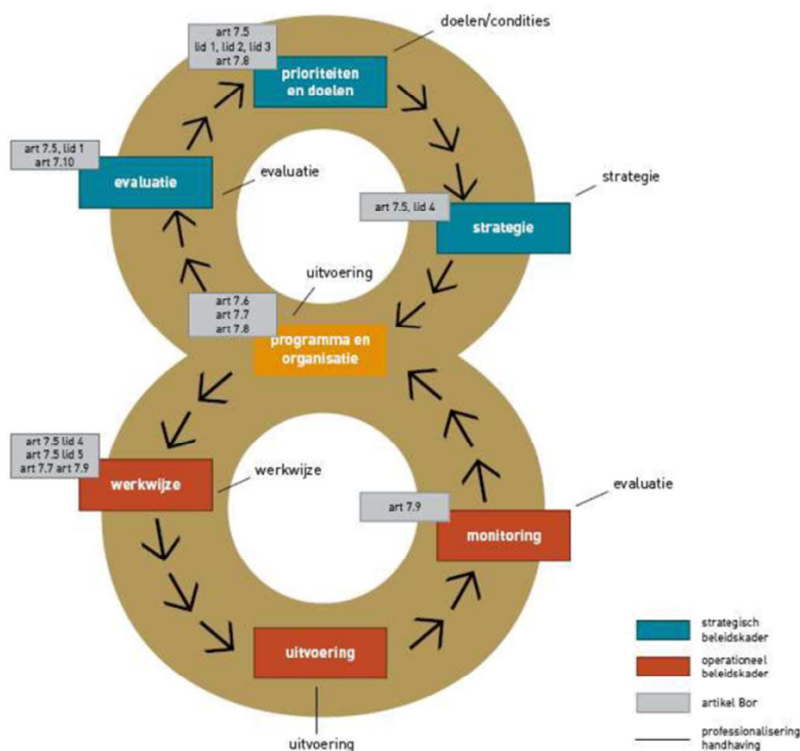 doelen/condities
art 7.5
lid 1, lid 2, lid 3
art 7.8
prioriteiten
en doelen
art 7.5, lid 1
art 7.10
evaluatie
evaluatie
strategie
art 7.5, lid 4
strategie
uitvoering
art 7.6
art 7.7
art 7.8
programma en
organisatie
art 7.5 lid 4
art 7.5 lid 5
art 7.7 art 7.9
werkwijze
werkwijze
evaluatie
art 7.9
monitoring
uitvoering
uitvoering
strategisch
beleidskader
operationeel
beleidskader
artikel Bor
professionalisering
handhaving